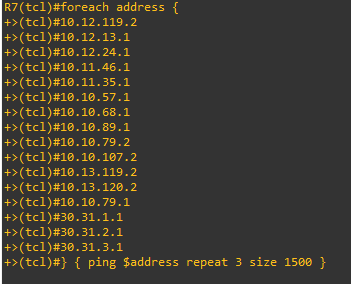 R7(tcl)#foreach address {
+>(tcl)#10.12.119.2
+>(tcl)#10.12.13.1
+>(tcl)#10.12.24.1
+>(tcl)#10.11.46.1
+>(tcl)#10.11.35.1
+>(tcl)#10.10.57.1
+>(tcl)#10.10.68.1
+>(tcl)#10.10.89.1
+>(tcl)#10.10.79.2
+>(tcl)#10.10.107.2
+>(tcl)#10.13.119.2
+>(tcl)#10.13.120.2
+>(tcl)#10.10.79.1
+>(tcl)#30.31.1.1
+>(tcl)#30.31.2.1
+>(tcl)#30.31.3.1
+>(tcl)#} { ping $address repeat 3 size 1500 }